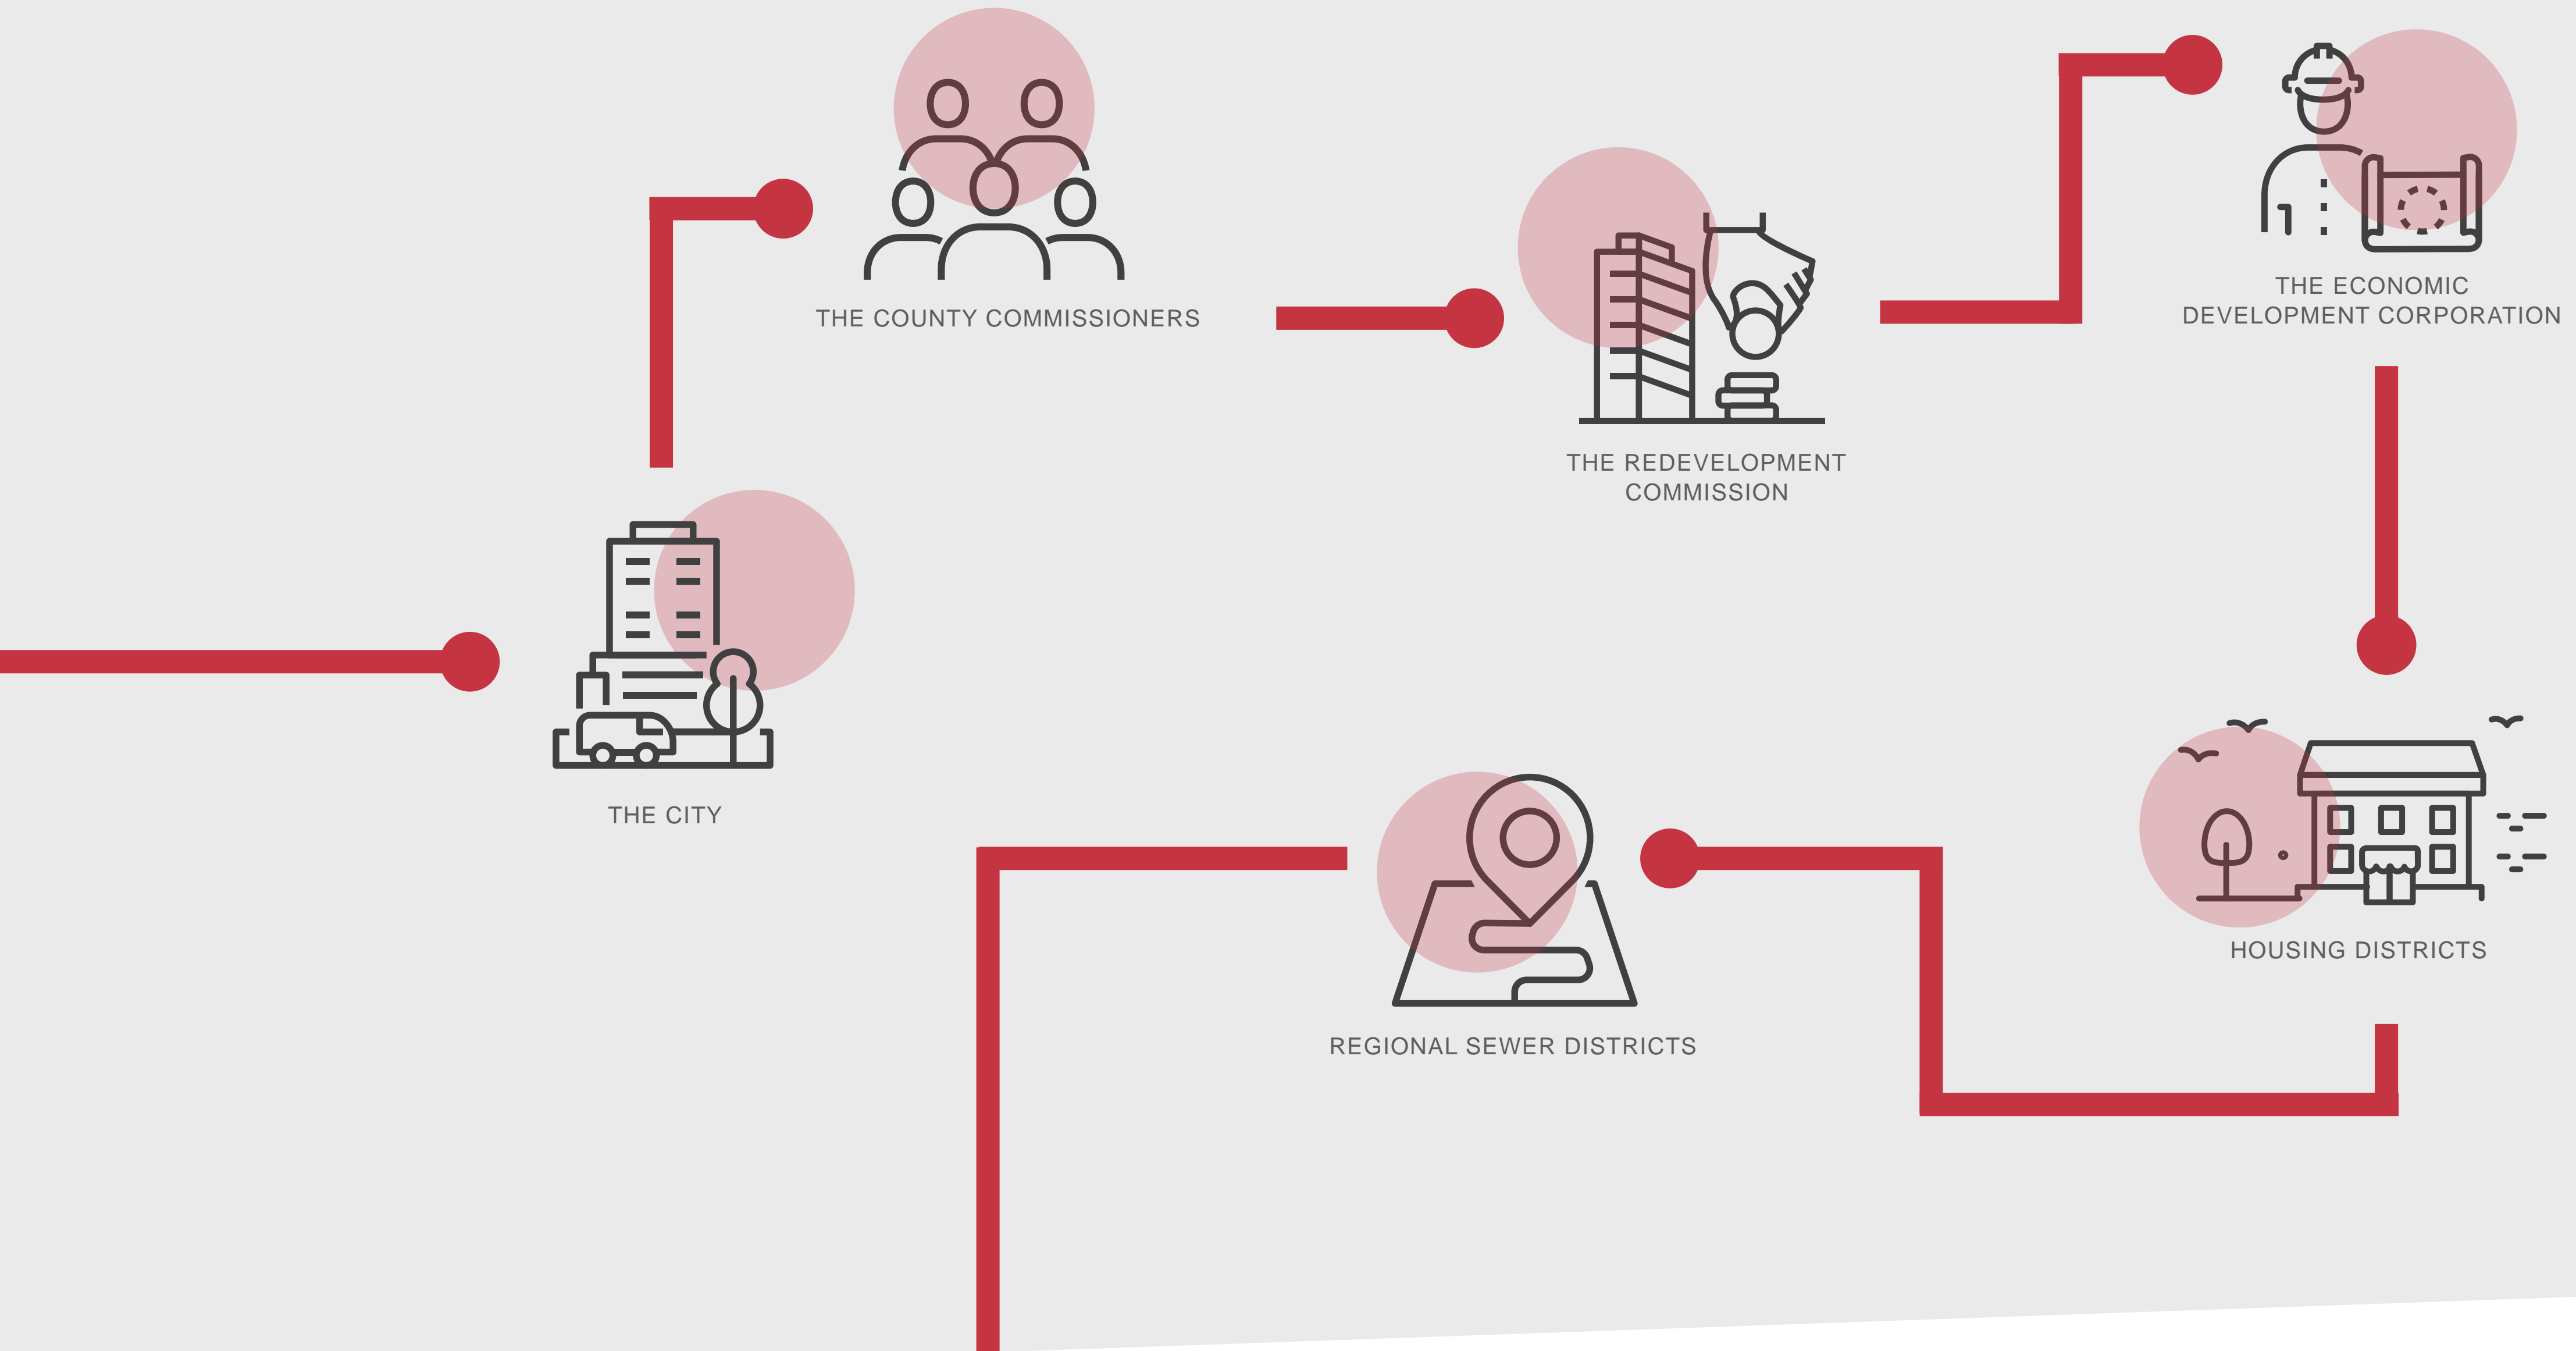 THE COUNTY COMMISSIONERS
THE ECONOMIC
DEVELOPMENT CORPORATION
THE REDEVELOPMENT
COMMISSION
THE CITY
HOUSING DISTRICTS
REGIONAL SEWER DISTRICTS